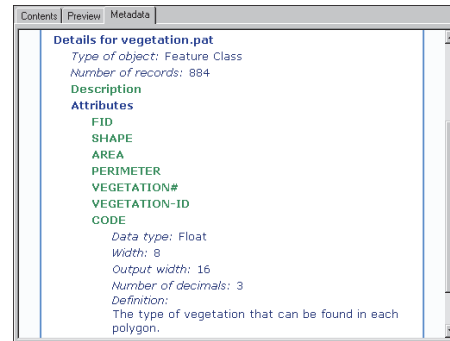 Contents Preview Metadata
Details for vegetation.pat
Type of object: Feature Class
Number of records: 884
Description
Attributes
FID
SHAPE
AREA
PERIMETER
VEGETATION#
VEGETATION-ID
CODE
Data type: Float
Width: 8
Output width: 16
Number of decimals: 3
Definition:
The type of vegetation that can be found in each
polygon.